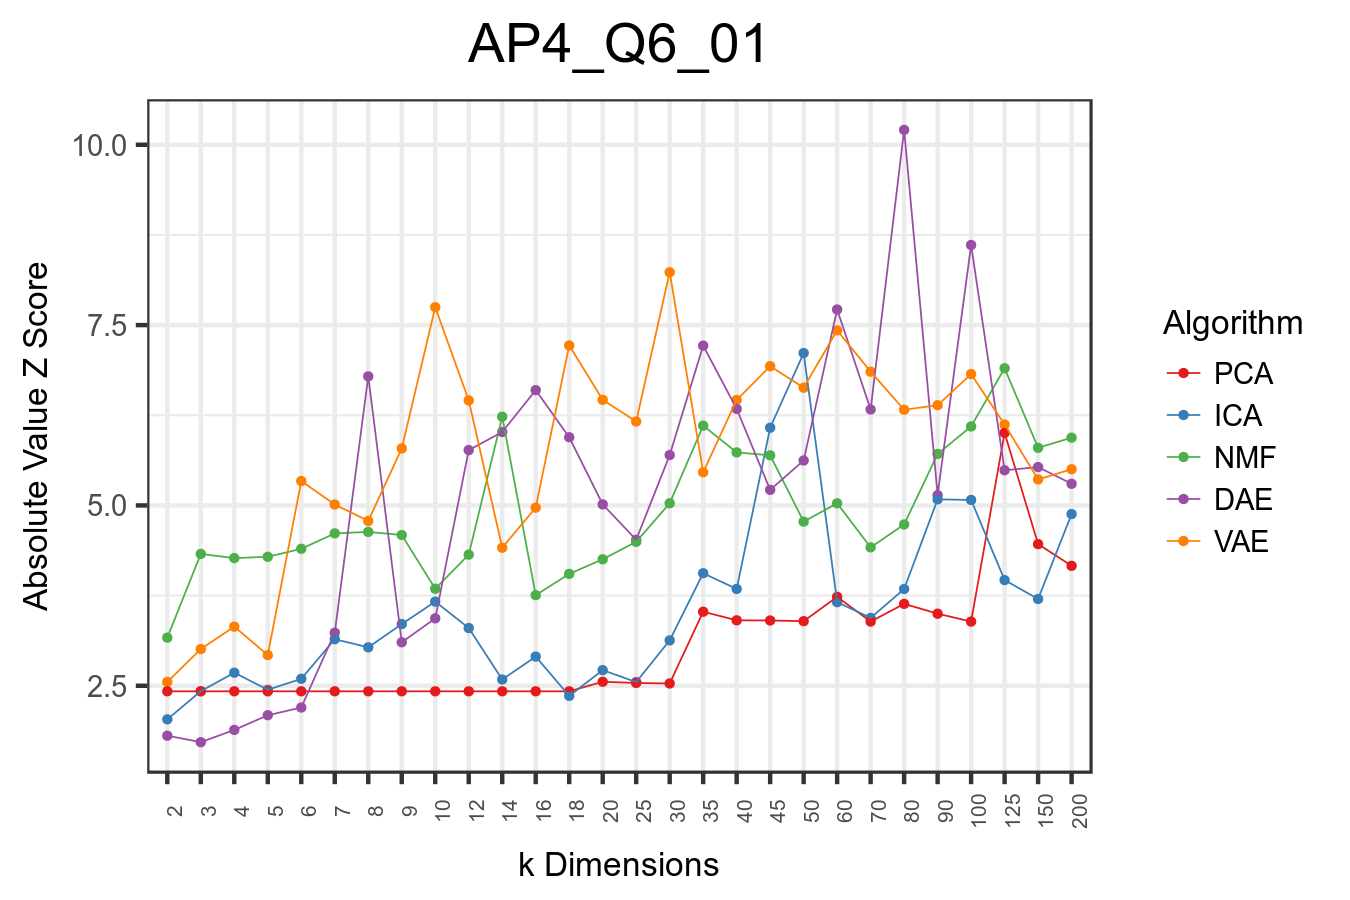 AP4_Q6_01
Absolute Value Z Score
10.0
7.5
5.0
2.5
2 3 4 5 6 7 8 9 10 12 14 16 18 20 25 30 35 40 45 50 60 70 80 90 100 125 150 200
k Dimensions
Algorithm
PCA
ICA
NMF
DAE
VAE